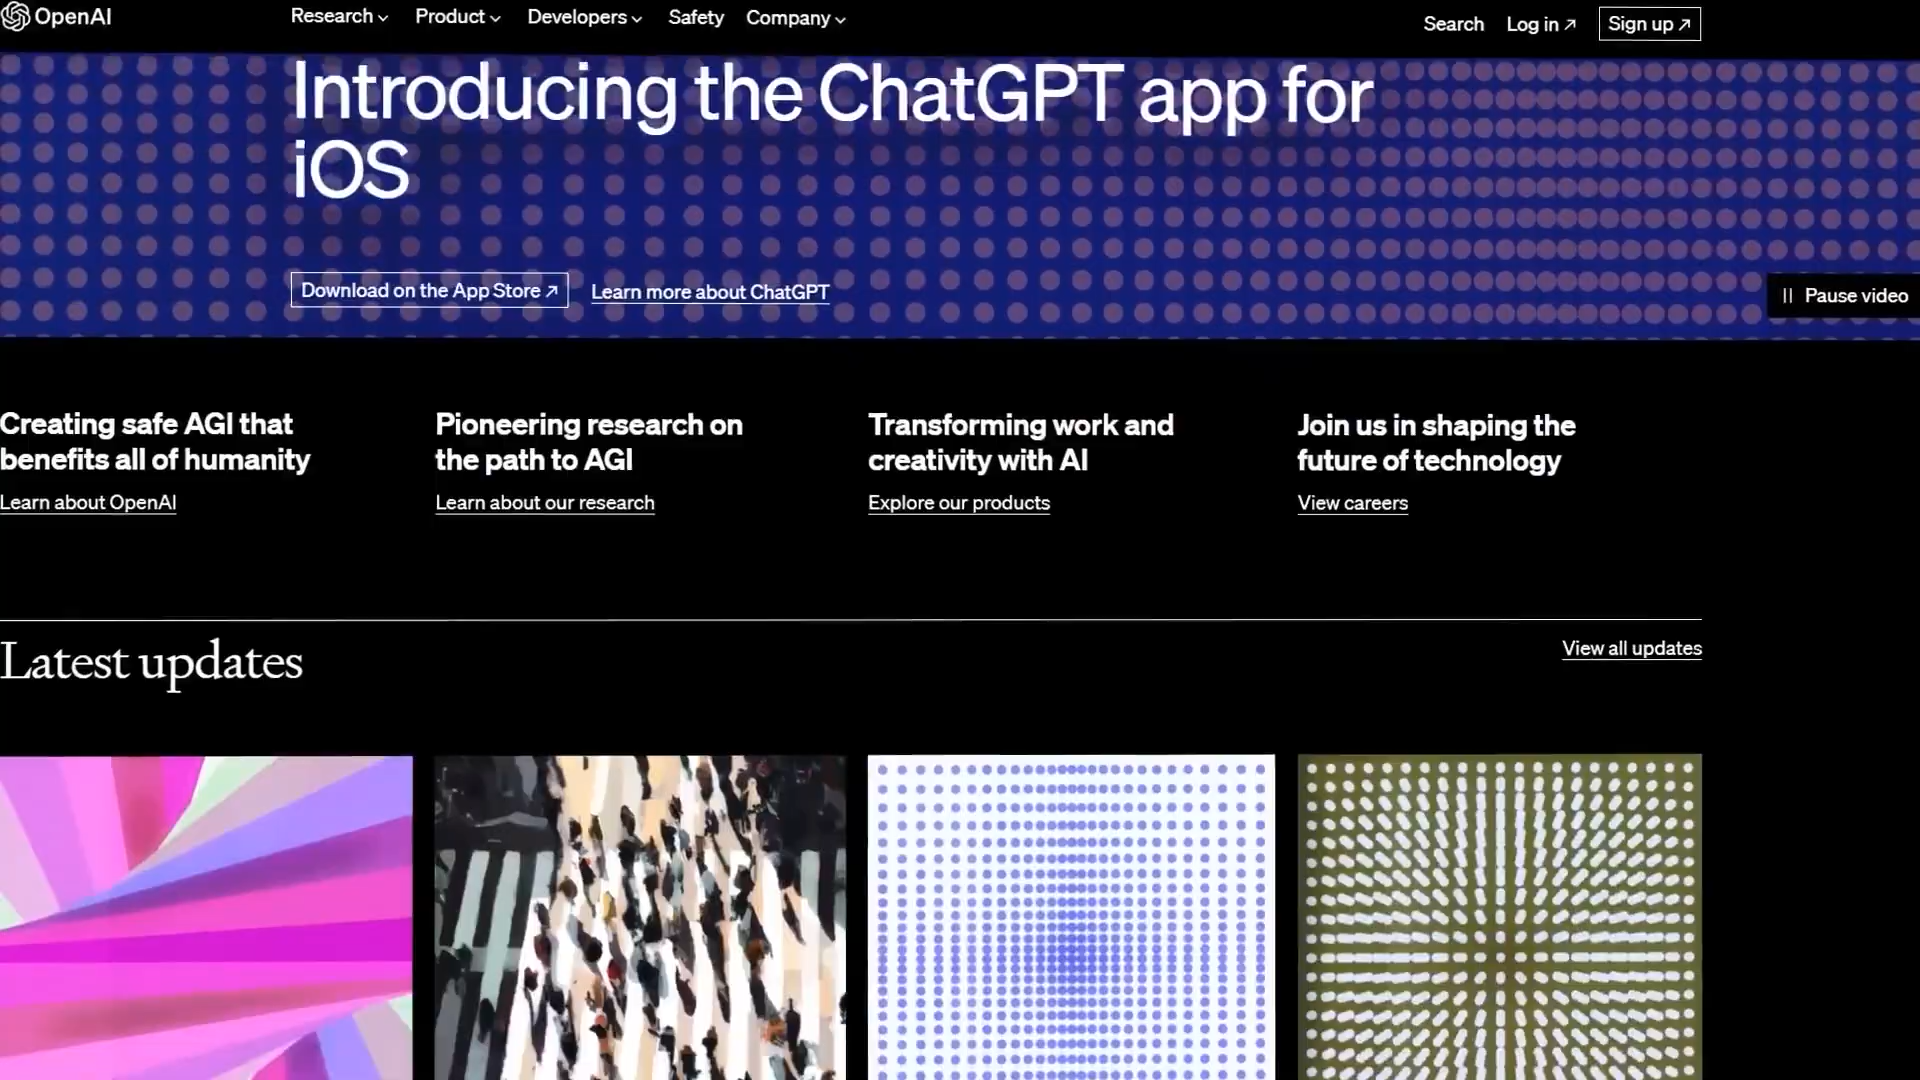 OpenAI
Research Product Developers Safety Company
Search Log in Sign up
Introducing the ChatGPT app for
iOS
Download on the App Store Learn more about ChatGPT
Pause video
Creating safe AGI that
benefits all of humanity
Learn about OpenAI
Pioneering research on
the path to AGI
Learn about our research
Transforming work and
creativity with AI
Explore our products
Join us in shaping the
future of technology
View careers
Latest updates
View all updates